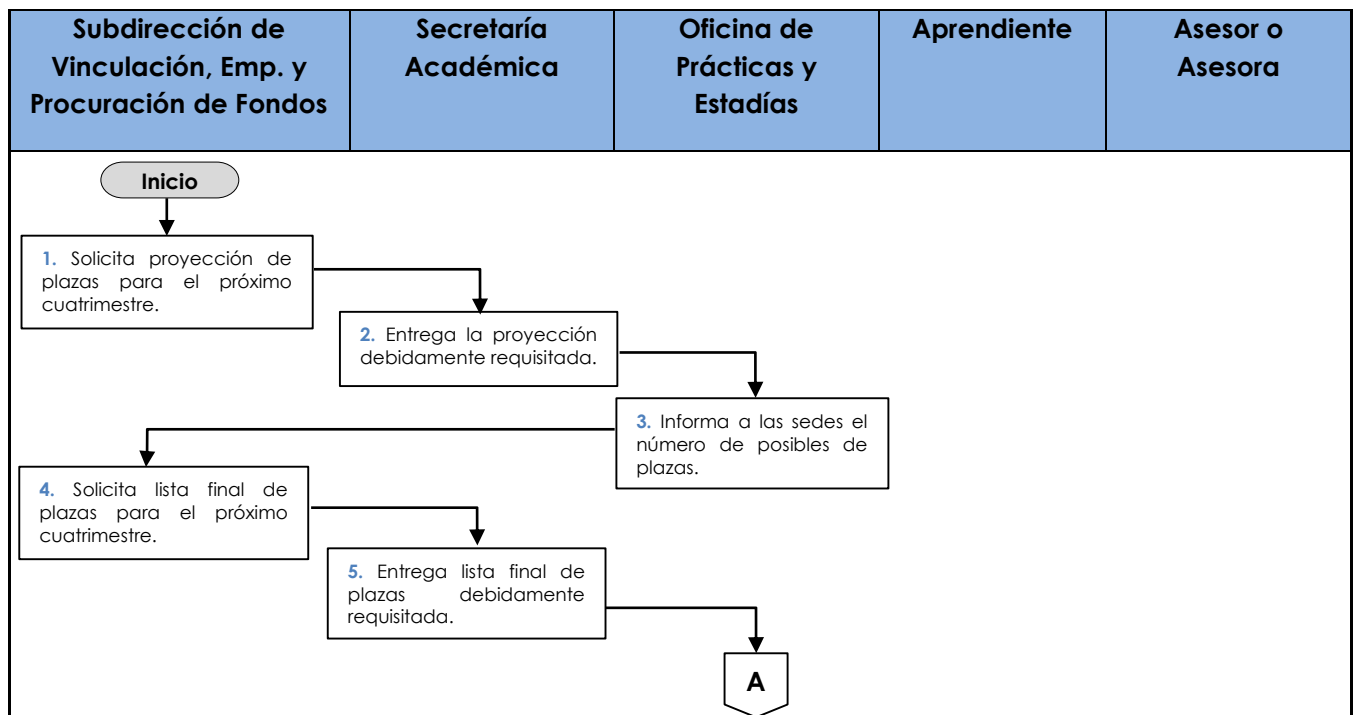 Subdirección de
Vinculación, Emp. y
Procuración de Fondos
Secretaría
Académica
Oficina de
Prácticas y
Estadías
Aprendiente
Asesor o
Asesora
Inicio
1. Solicita proyección de
plazas para el próximo
cuatrimestre.
2. Entrega la proyección
debidamente requisitada.
3. Informa a las sedes el
número de posibles de
plazas.
4. Solicita lista final de
plazas para el próximo
cuatrimestre.
5. Entrega lista final de
plazas debidamente
requisitada.
A